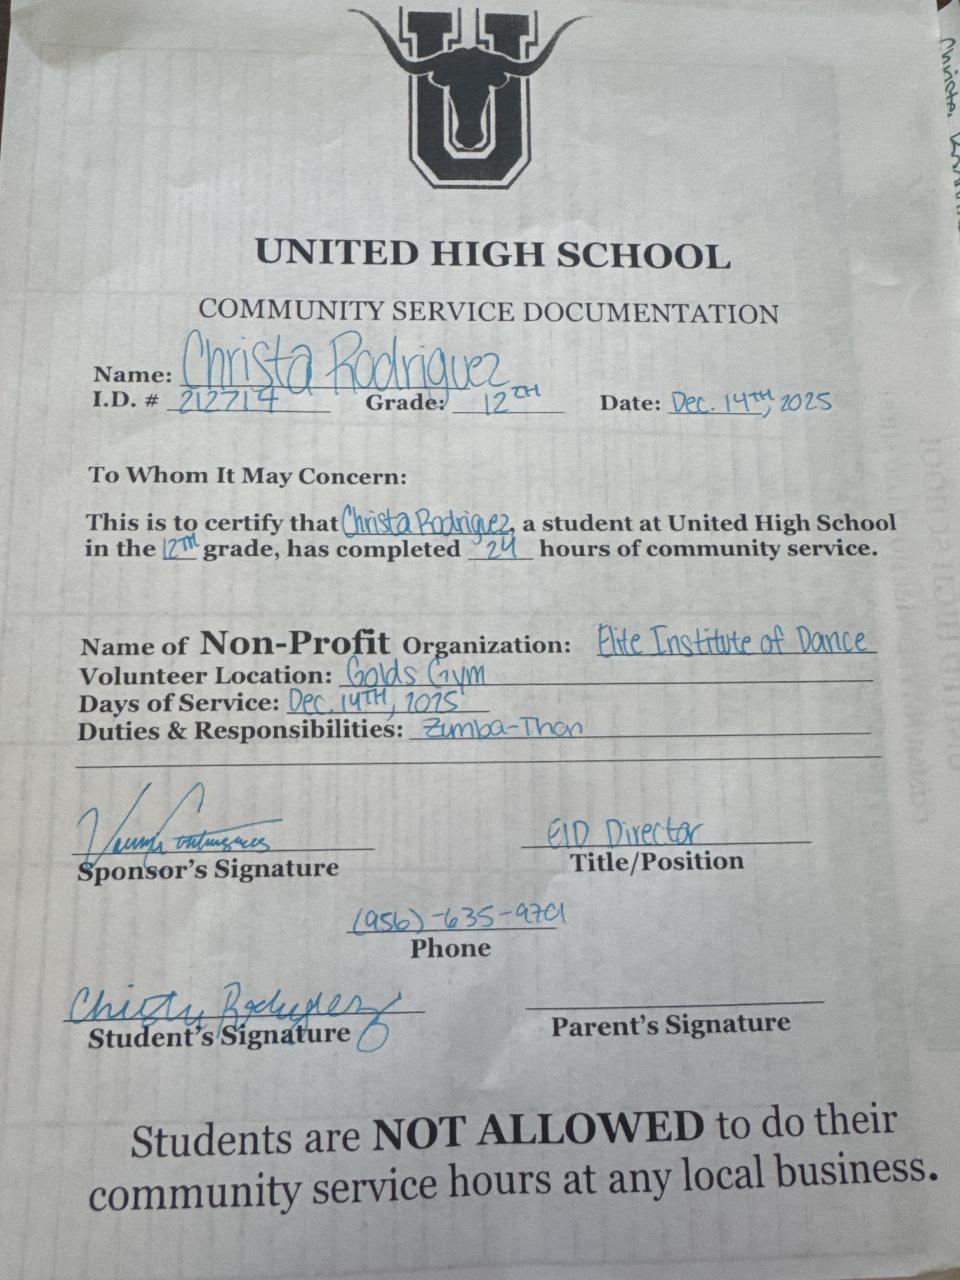 U
UNITED HIGH SCHOOL
COMMUNITY SERVICE DOCUMENTATION
Name: Christa Rodriguez
I.D. # 212714 Grade: 12TH Date: Dec. 14TH, 2025
To Whom It May Concern:
This is to certify that Christa Rodriguez, a student at United High School
in the 12TH grade, has completed 24 hours of community service.
Name of Non-Profit Organization: Elite Institute of Dance
Volunteer Location: Golds Gym
Days of Service: Dec. 14TH, 2025
Duties & Responsibilities: Zumba-Thon
Sponsor's Signature
EID Director
Title/Position
(956)-635-9701
Phone
Christa Rodriguez
Student's Signature
Parent's Signature
Students are NOT ALLOWED to do their
community service hours at any local business.
Christa